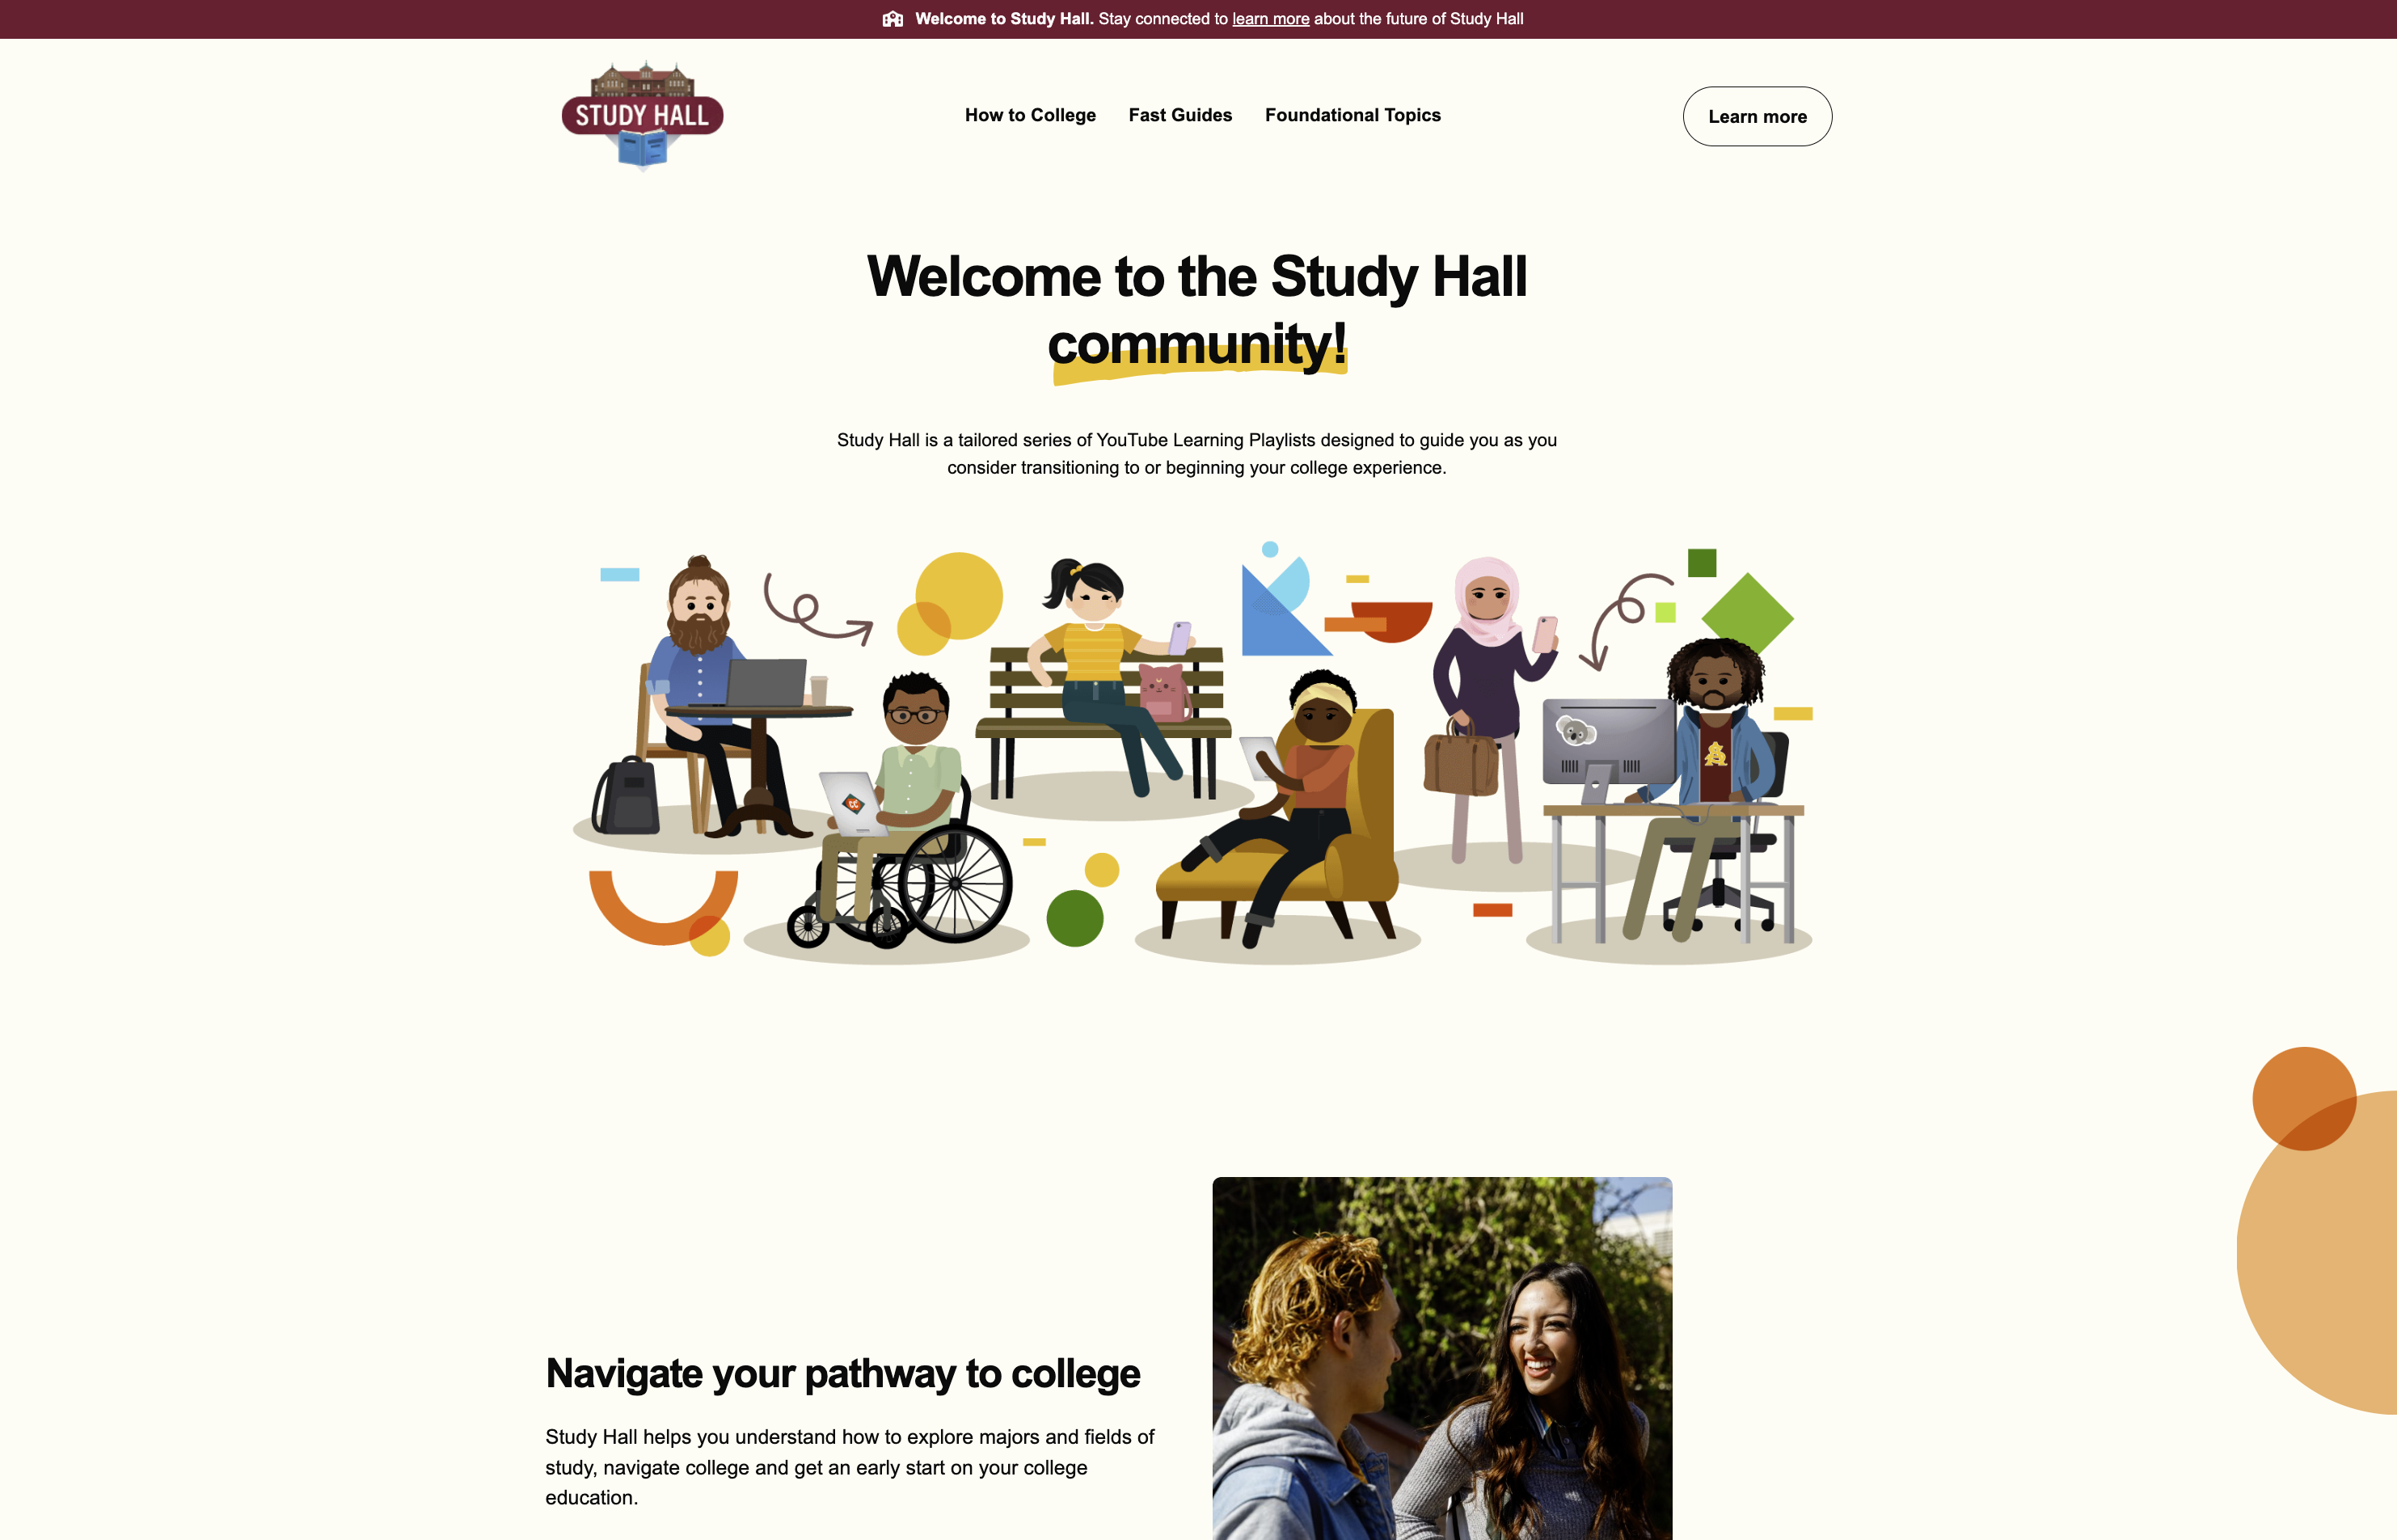 Welcome to Study Hall. Stay connected to learn more about the future of Study Hall
STUDY HALL
How to College
Fast Guides
Foundational Topics
Learn more
Welcome to the Study Hall
community!
Study Hall is a tailored series of YouTube Learning Playlists designed to guide you as you
consider transitioning to or beginning your college experience.
CC
Navigate your pathway to college
Study Hall helps you understand how to explore majors and fields of
study, navigate college and get an early start on your college
education.